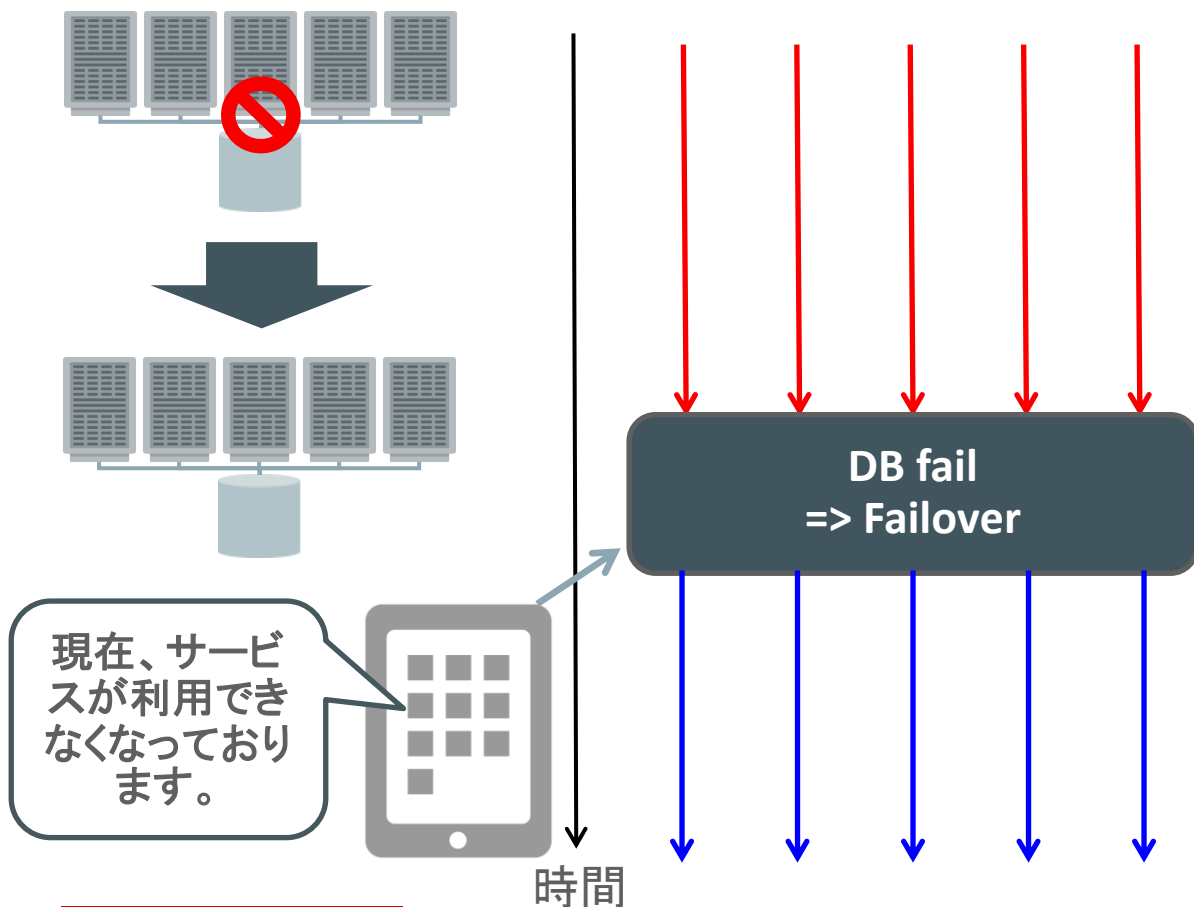 DB fail
=> Failover
現在、サービ
スが利用でき
なくなっており
ます。
時間